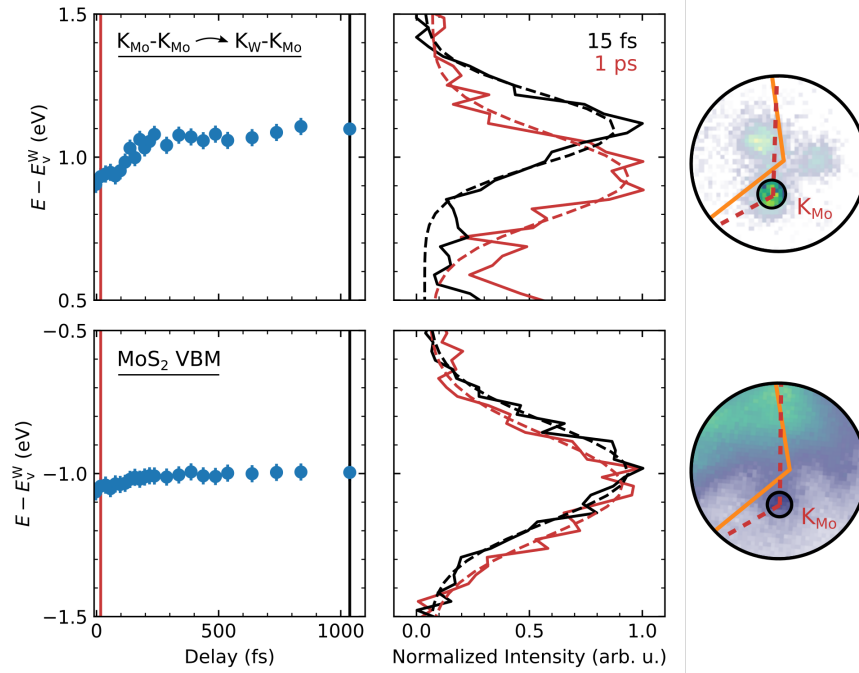 1.5
K_Mo-K_Mo → K_W-K_Mo
E − E_v^W (eV)
1.0
0.5
15 fs
1 ps
K_Mo
−0.5
MoS₂ VBM
E − E_v^W (eV)
−1.0
−1.5
K_Mo
0 500 1000
0.0 0.5 1.0
Delay (fs)
Normalized Intensity (arb. u.)